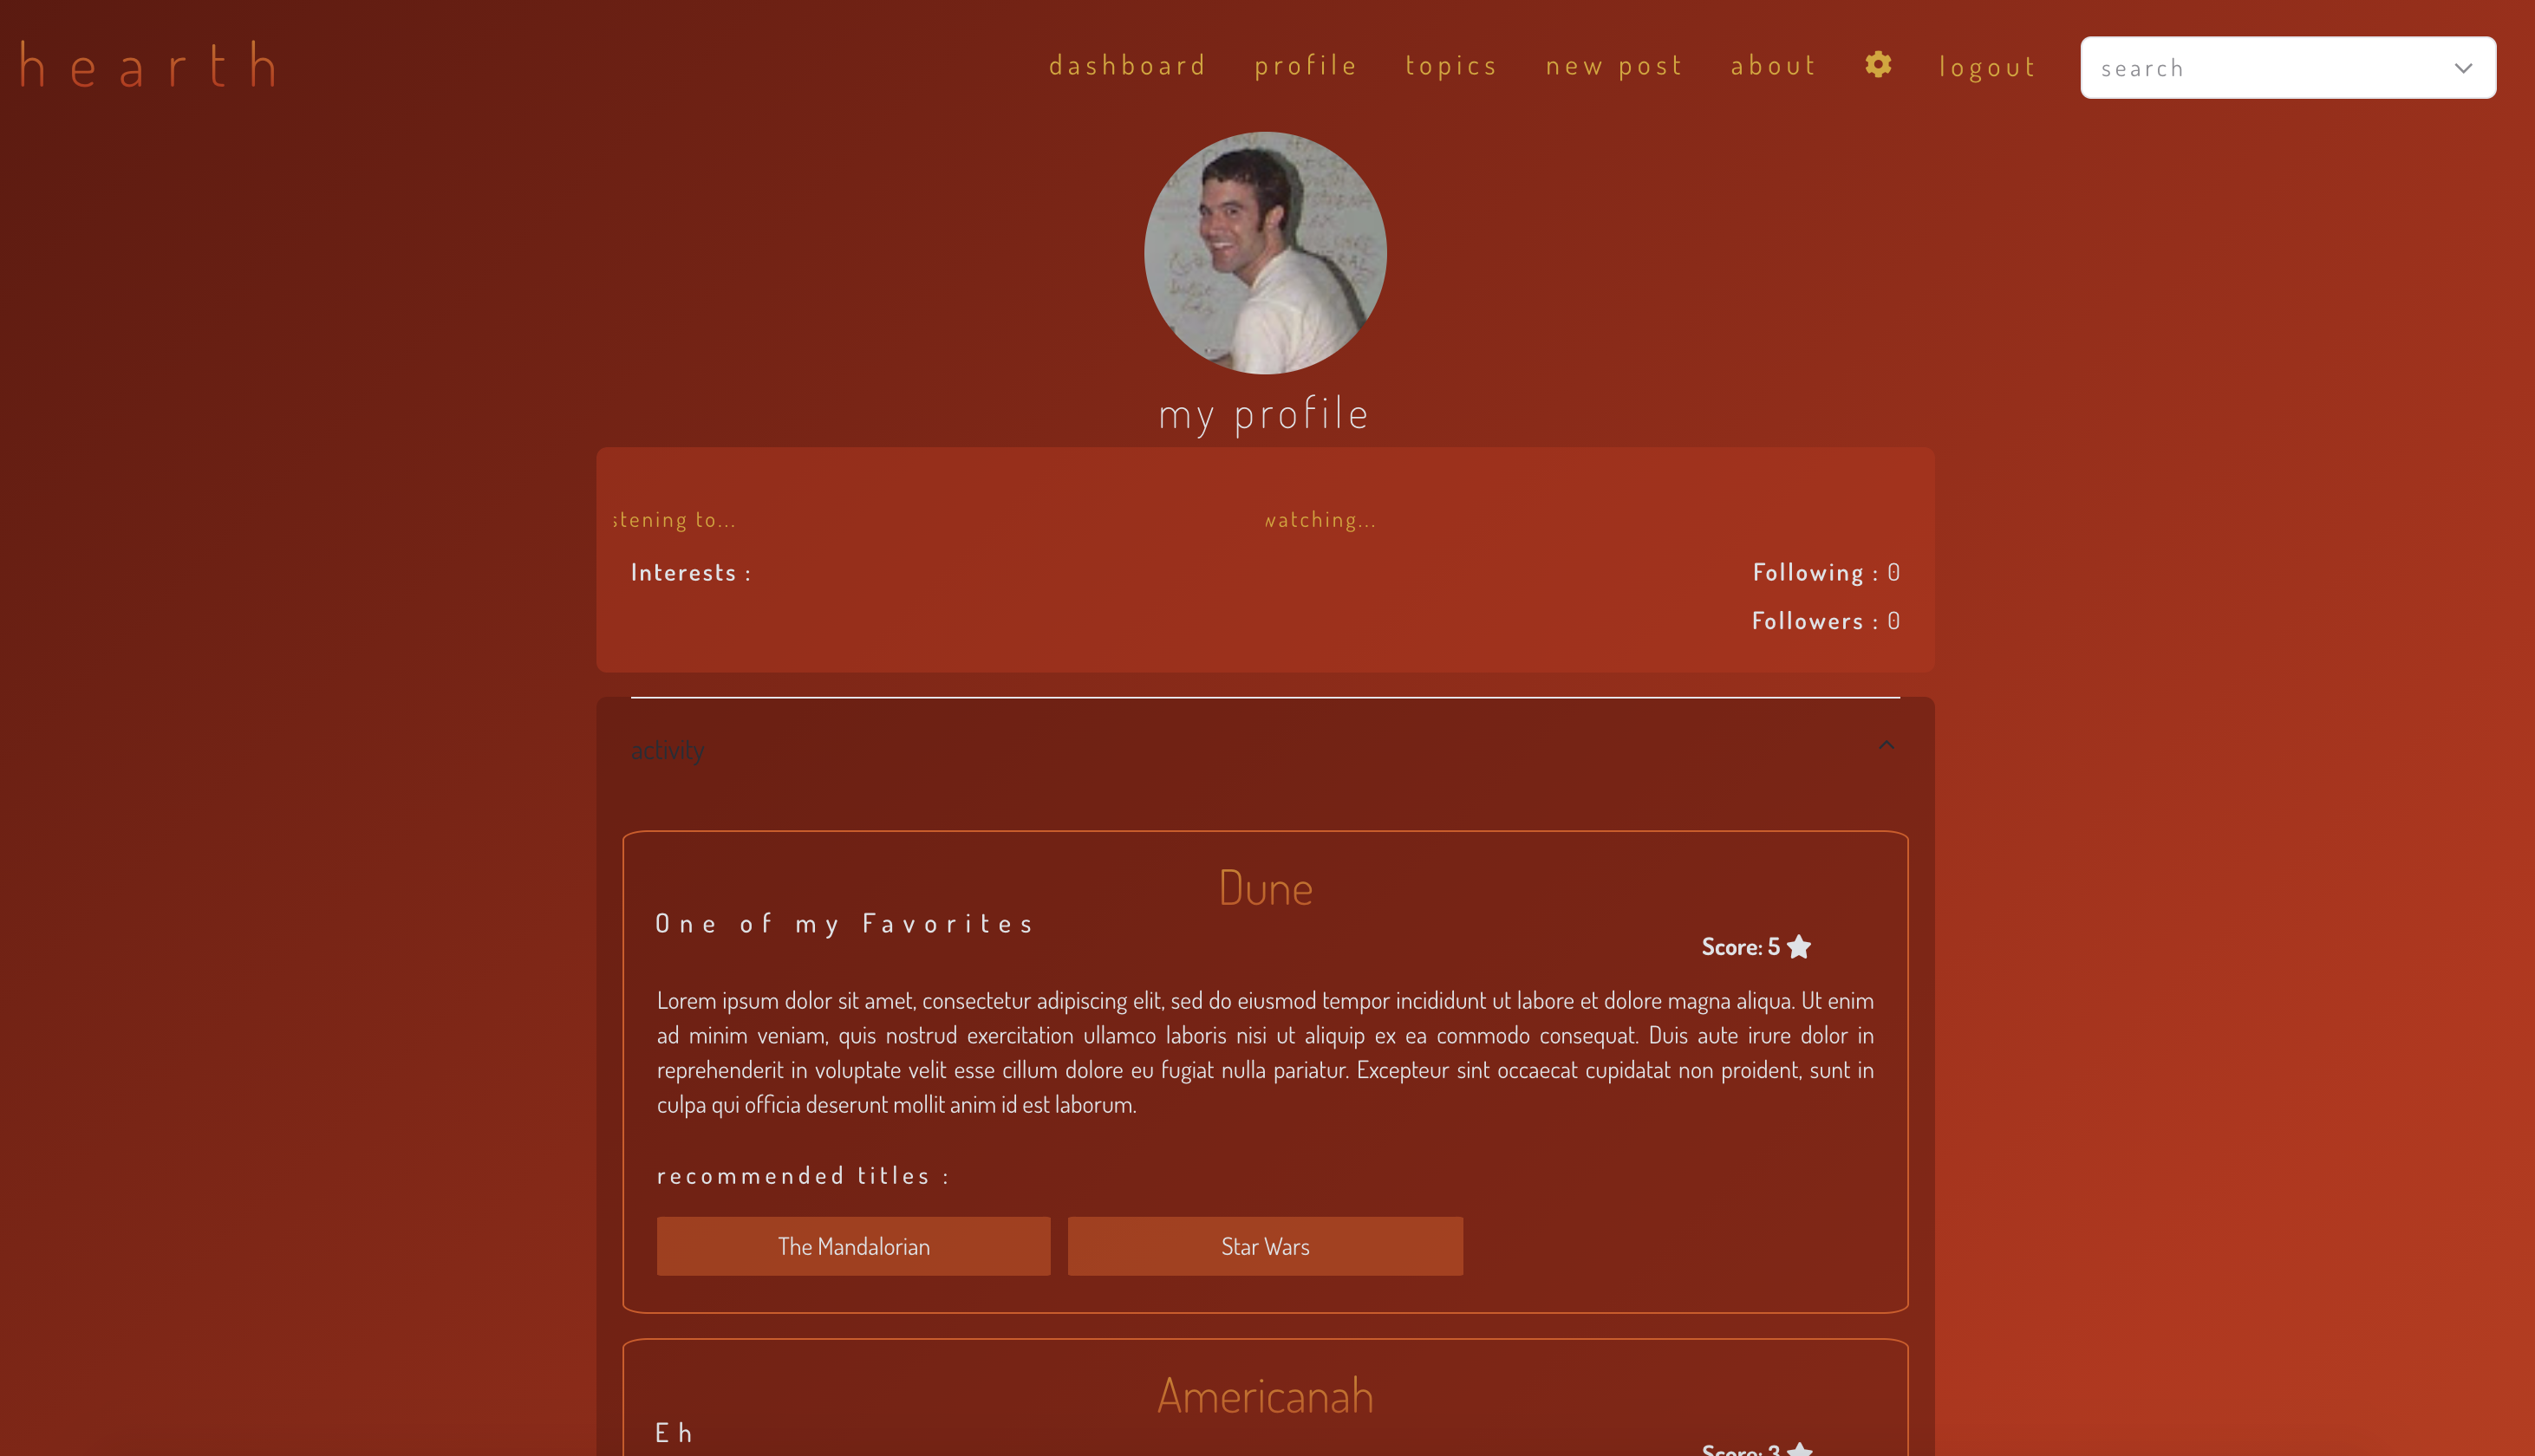 hearth
dashboard profile topics new post about logout search
my profile
stening to... watching...
Interests : Following : 0
Followers : 0
activity
Dune
One of my Favorites
Score: 5
Lorem ipsum dolor sit amet, consectetur adipiscing elit, sed do eiusmod tempor incididunt ut labore et dolore magna aliqua. Ut enim
ad minim veniam, quis nostrud exercitation ullamco laboris nisi ut aliquip ex ea commodo consequat. Duis aute irure dolor in
reprehenderit in voluptate velit esse cillum dolore eu fugiat nulla pariatur. Excepteur sint occaecat cupidatat non proident, sunt in
culpa qui officia deserunt mollit anim id est laborum.
recommended titles :
The Mandalorian Star Wars
Americanah
Eh
Score: 3